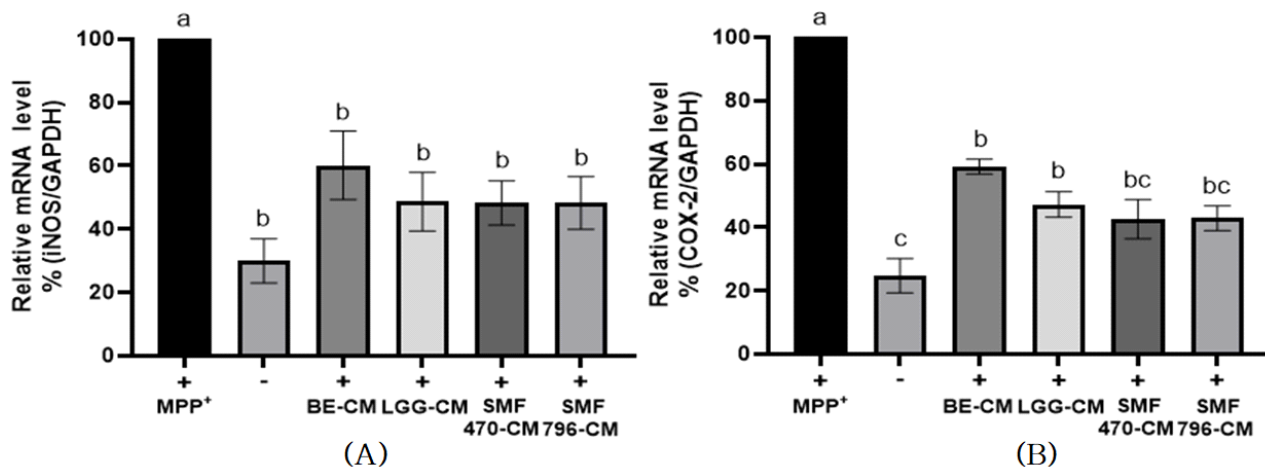 a
100
80
60
40
20
0
Relative mRNA level
% (iNOS/GAPDH)
b
b
b
b
b
+ - + + + +
MPP⁺ BE-CM LGG-CM SMF SMF
470-CM 796-CM
(A)
a
100
80
60
40
20
0
Relative mRNA level
% (COX-2/GAPDH)
c
b
b
bc
bc
+ - + + + +
MPP⁺ BE-CM LGG-CM SMF SMF
470-CM 796-CM
(B)